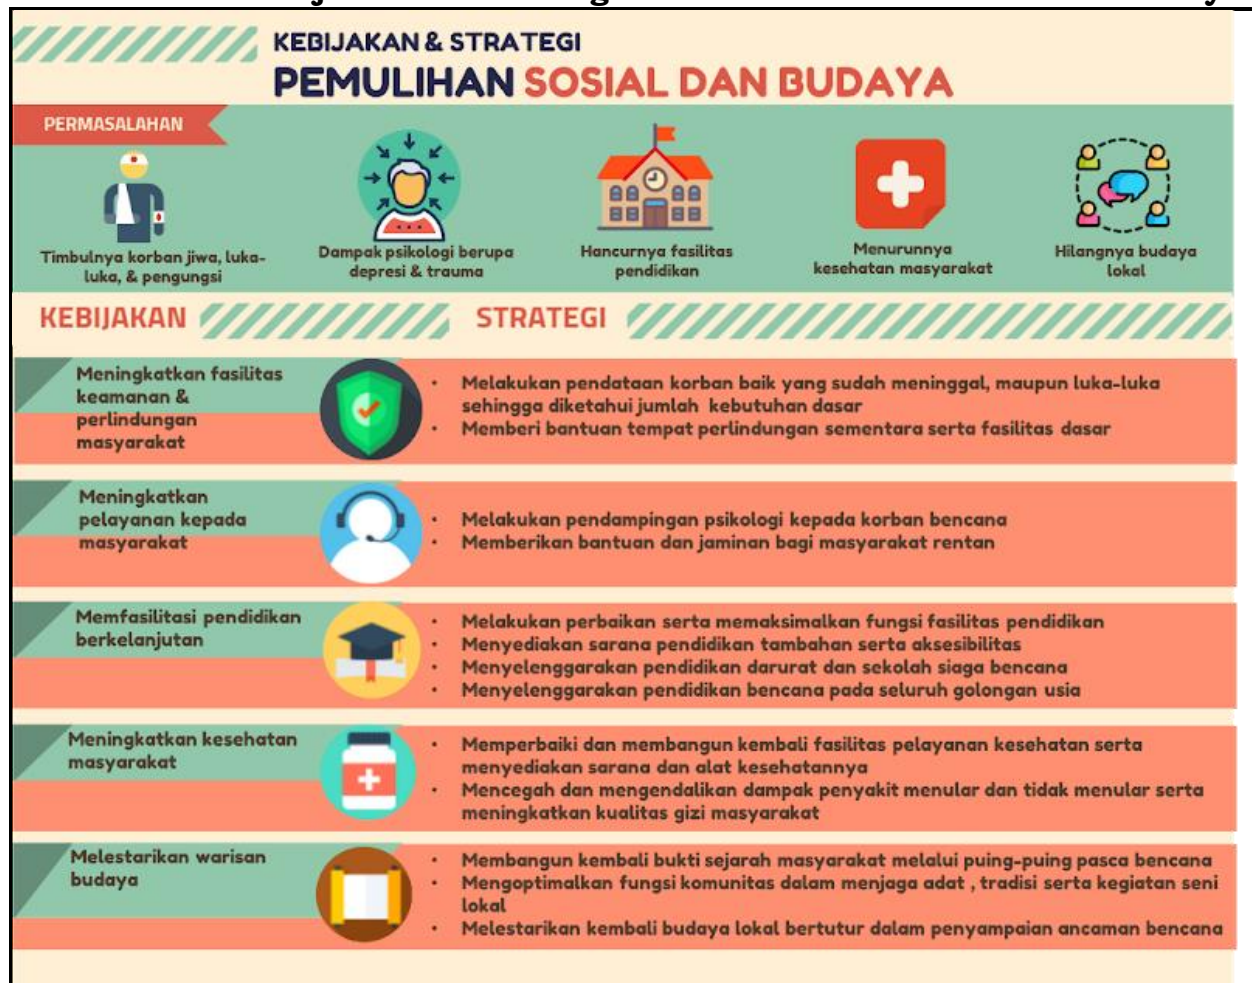 KEBIJAKAN & STRATEGI
PEMULIHAN SOSIAL DAN BUDAYA
PERMASALAHAN
Timbulnya korban jiwa, luka-
luka, & pengungsi
Dampak psikologi berupa
depresi & trauma
Hancurnya fasilitas
pendidikan
Menurunnya
kesehatan masyarakat
Hilangnya budaya
lokal
KEBIJAKAN
STRATEGI
Meningkatkan fasilitas
keamanan &
perlindungan
masyarakat
• Melakukan pendataan korban baik yang sudah meninggal, maupun luka-luka
sehingga diketahui jumlah kebutuhan dasar
• Memberi bantuan tempat perlindungan sementara serta fasilitas dasar
Meningkatkan
pelayanan kepada
masyarakat
• Melakukan pendampingan psikologi kepada korban bencana
• Memberikan bantuan dan jaminan bagi masyarakat rentan
Memfasilitasi pendidikan
berkelanjutan
• Melakukan perbaikan serta memaksimalkan fungsi fasilitas pendidikan
• Menyediakan sarana pendidikan tambahan serta aksesibilitas
• Menyelenggarakan pendidikan darurat dan sekolah siaga bencana
• Menyelenggarakan pendidikan bencana pada seluruh golongan usia
Meningkatkan kesehatan
masyarakat
• Memperbaiki dan membangun kembali fasilitas pelayanan kesehatan serta
menyediakan sarana dan alat kesehatannya
• Mencegah dan mengendalikan dampak penyakit menular dan tidak menular serta
meningkatkan kualitas gizi masyarakat
Melestarikan warisan
budaya
• Membangun kembali bukti sejarah masyarakat melalui puing-puing pasca bencana
• Mengoptimalkan fungsi komunitas dalam menjaga adat , tradisi serta kegiatan seni
lokal
• Melestarikan kembali budaya lokal bertutur dalam penyampaian ancaman bencana